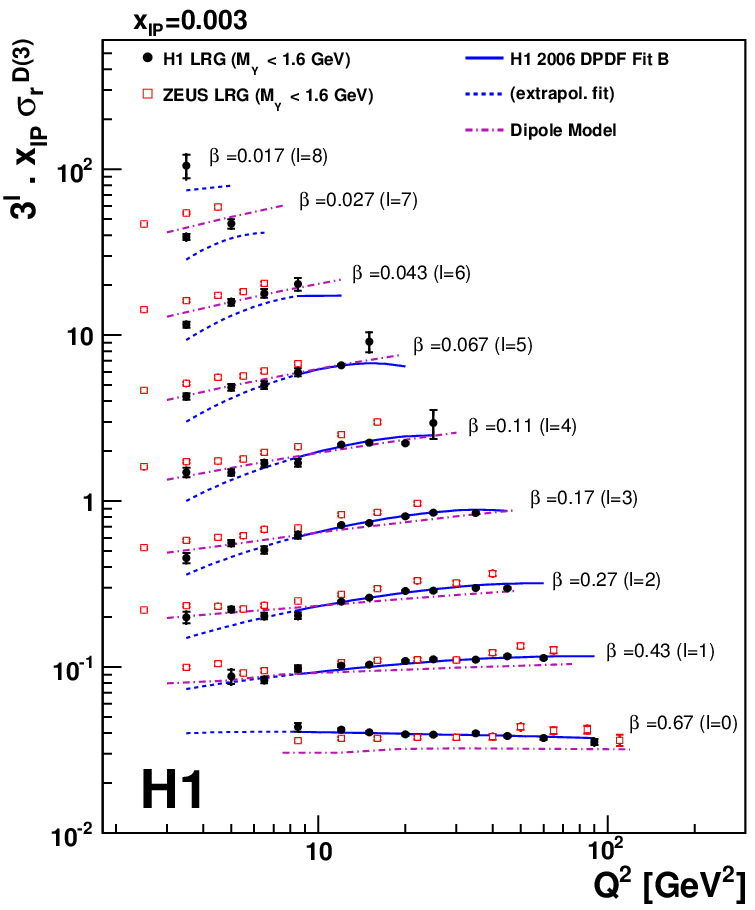 x_IP=0.003
3^l · x_IP σ_r^D(3)
H1 LRG (M_Y < 1.6 GeV)
ZEUS LRG (M_Y < 1.6 GeV)
H1 2006 DPDF Fit B
(extrapol. fit)
Dipole Model
β =0.017 (l=8)
β =0.027 (l=7)
β =0.043 (l=6)
β =0.067 (l=5)
β =0.11 (l=4)
β =0.17 (l=3)
β =0.27 (l=2)
β =0.43 (l=1)
β =0.67 (l=0)
10^2
10
1
10^-1
10^-2
H1
10
10^2
Q^2 [GeV^2]